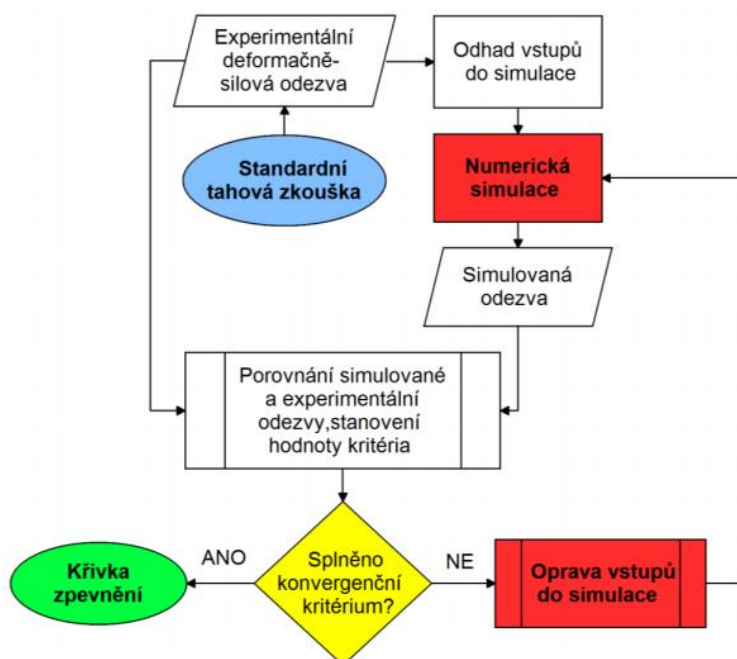 Experimentální
deformačně-
silová odezva
Odhad vstupů
do simulace
Standardní
tahová zkouška
Numerická
simulace
Simulovaná
odezva
Porovnání simulované
a experimentální
odezvy,stanovení
hodnoty kritéria
Splněno
konvergenční
kritérium?
ANO
NE
Křivka
zpevnění
Oprava vstupů
do simulace